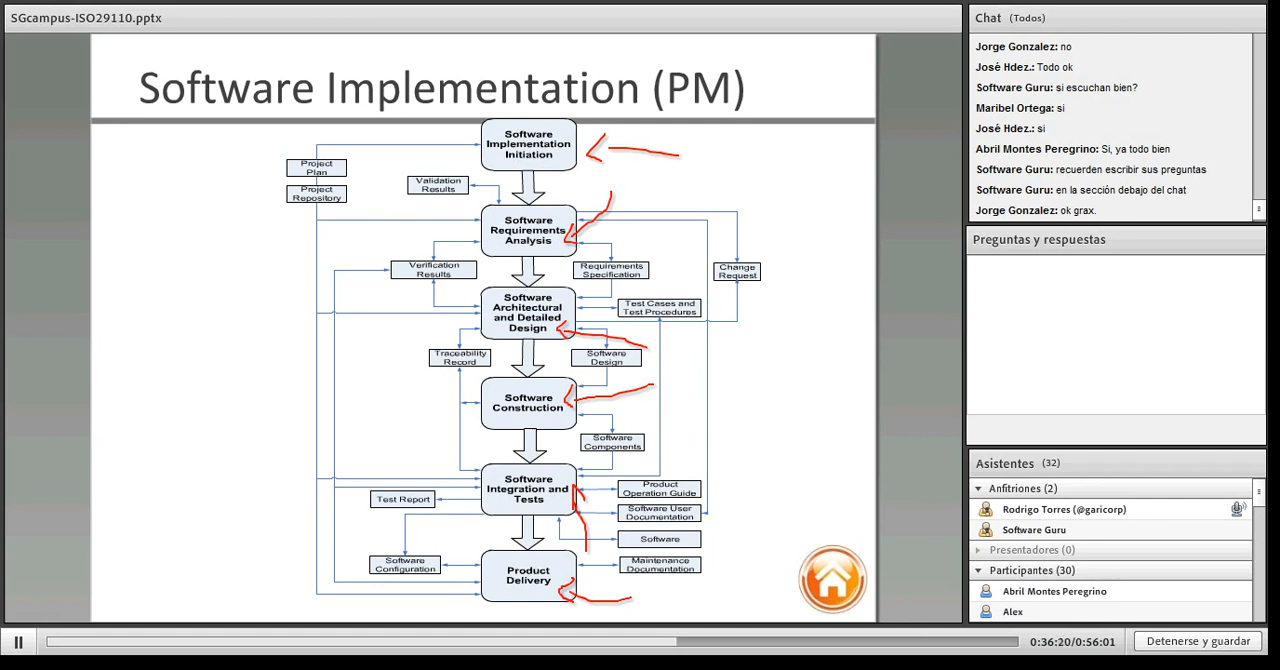 SGcampus-ISO29110.pptx
Software Implementation (PM)
Software
Implementation
Initiation
Project
Plan
Project
Repository
Validation
Results
Software
Requirements
Analysis
Verification
Results
Requirements
Specification
Change
Request
Software
Architectural
and Detailed
Design
Test Cases and
Test Procedures
Traceability
Record
Software
Design
Software
Construction
Software
Components
Software
Integration and
Tests
Test Report
Product
Operation Guide
Software User
Documentation
Software
Software
Configuration
Product
Delivery
Maintenance
Documentation
Chat (Todos)
Jorge Gonzalez: no
José Hdez.: Todo ok
Software Guru: si escuchan bien?
Maribel Ortega: si
José Hdez.: si
Abril Montes Peregrino: Si, ya todo bien
Software Guru: recuerden escribir sus preguntas
Software Guru: en la sección debajo del chat
Jorge Gonzalez: ok grax.
Preguntas y respuestas
Asistentes (32)
Anfitriones (2)
Rodrigo Torres (@garicorp)
Software Guru
Presentadores (0)
Participantes (30)
Abril Montes Peregrino
Alex
0:36:20/0:56:01
Detenerse y guardar